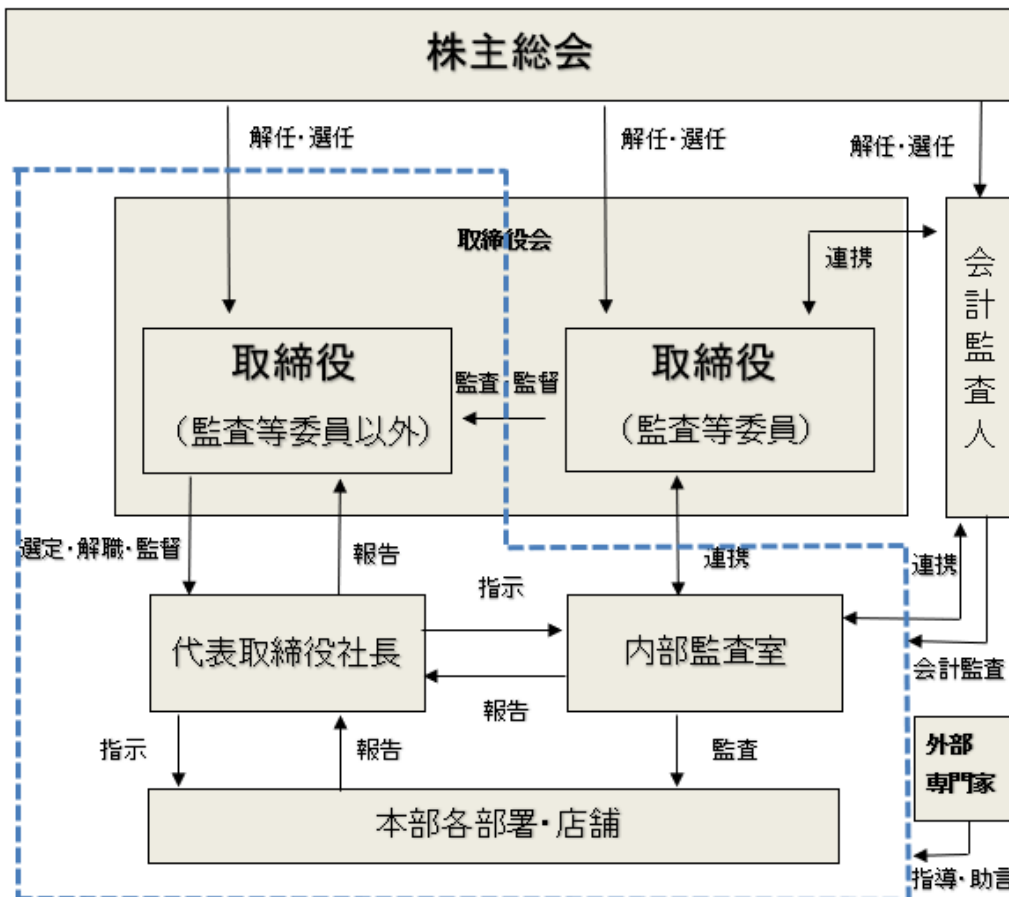 株主総会
解任・選任
解任・選任
解任・選任
取締役会
連携
会計監査人
取締役
(監査等委員以外)
監査・監督
取締役
(監査等委員)
選定・解職・監督
報告
連携
連携
指示
代表取締役社長
内部監査室
会計監査
報告
指示
報告
監査
外部
専門家
本部各部署・店舗
指導・助言